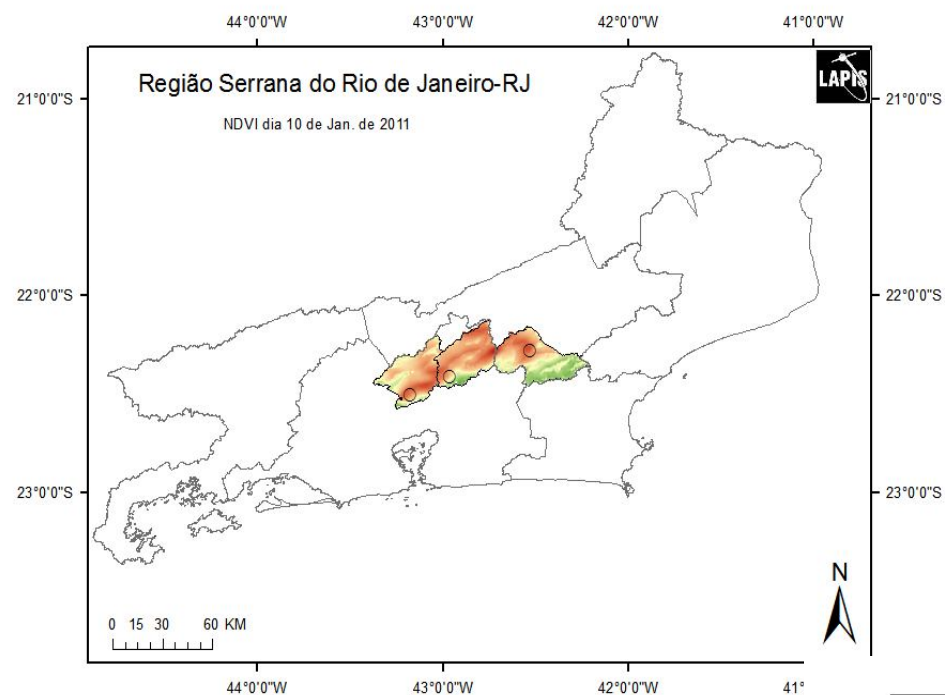 44°0'0"W 43°0'0"W 42°0'0"W 41°0'0"W
LAPIS
Região Serrana do Rio de Janeiro-RJ
21°0'0"S 21°0'0"S
NDVI dia 10 de Jan. de 2011
22°0'0"S 22°0'0"S
23°0'0"S 23°0'0"S
N
0 15 30 60 KM
44°0'0"W 43°0'0"W 42°0'0"W 41°